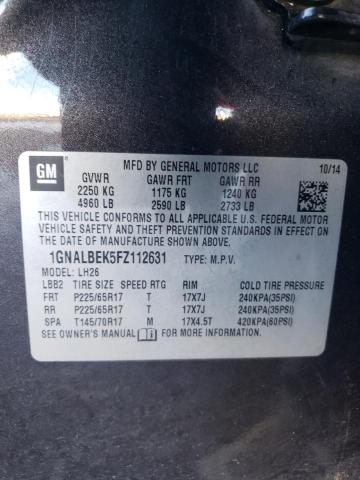 GM
MFD BY GENERAL MOTORS LLC 10/14
GVWR GAWR FRT GAWR RR
2250 KG 1175 KG 1240 KG
4960 LB 2590 LB 2733 LB
THIS VEHICLE CONFORMS TO ALL APPLICABLE U.S. FEDERAL MOTOR
VEHICLE SAFETY, BUMPER, AND THEFT PREVENTION STANDARDS IN
EFFECT ON THE DATE OF MANUFACTURE SHOWN ABOVE.
1GNALBEK5FZ112631 TYPE: M.P.V.
MODEL: LH26
LBB2 TIRE SIZE SPEED RTG RIM COLD TIRE PRESSURE
FRT P225/65R17 T 17X7J 240KPA(35PSI)
RR P225/65R17 T 17X7J 240KPA(35PSI)
SPA T145/70R17 M 17X4.5T 420KPA(60PSI)
SEE OWNER'S MANUAL FOR MORE INFORMATION.